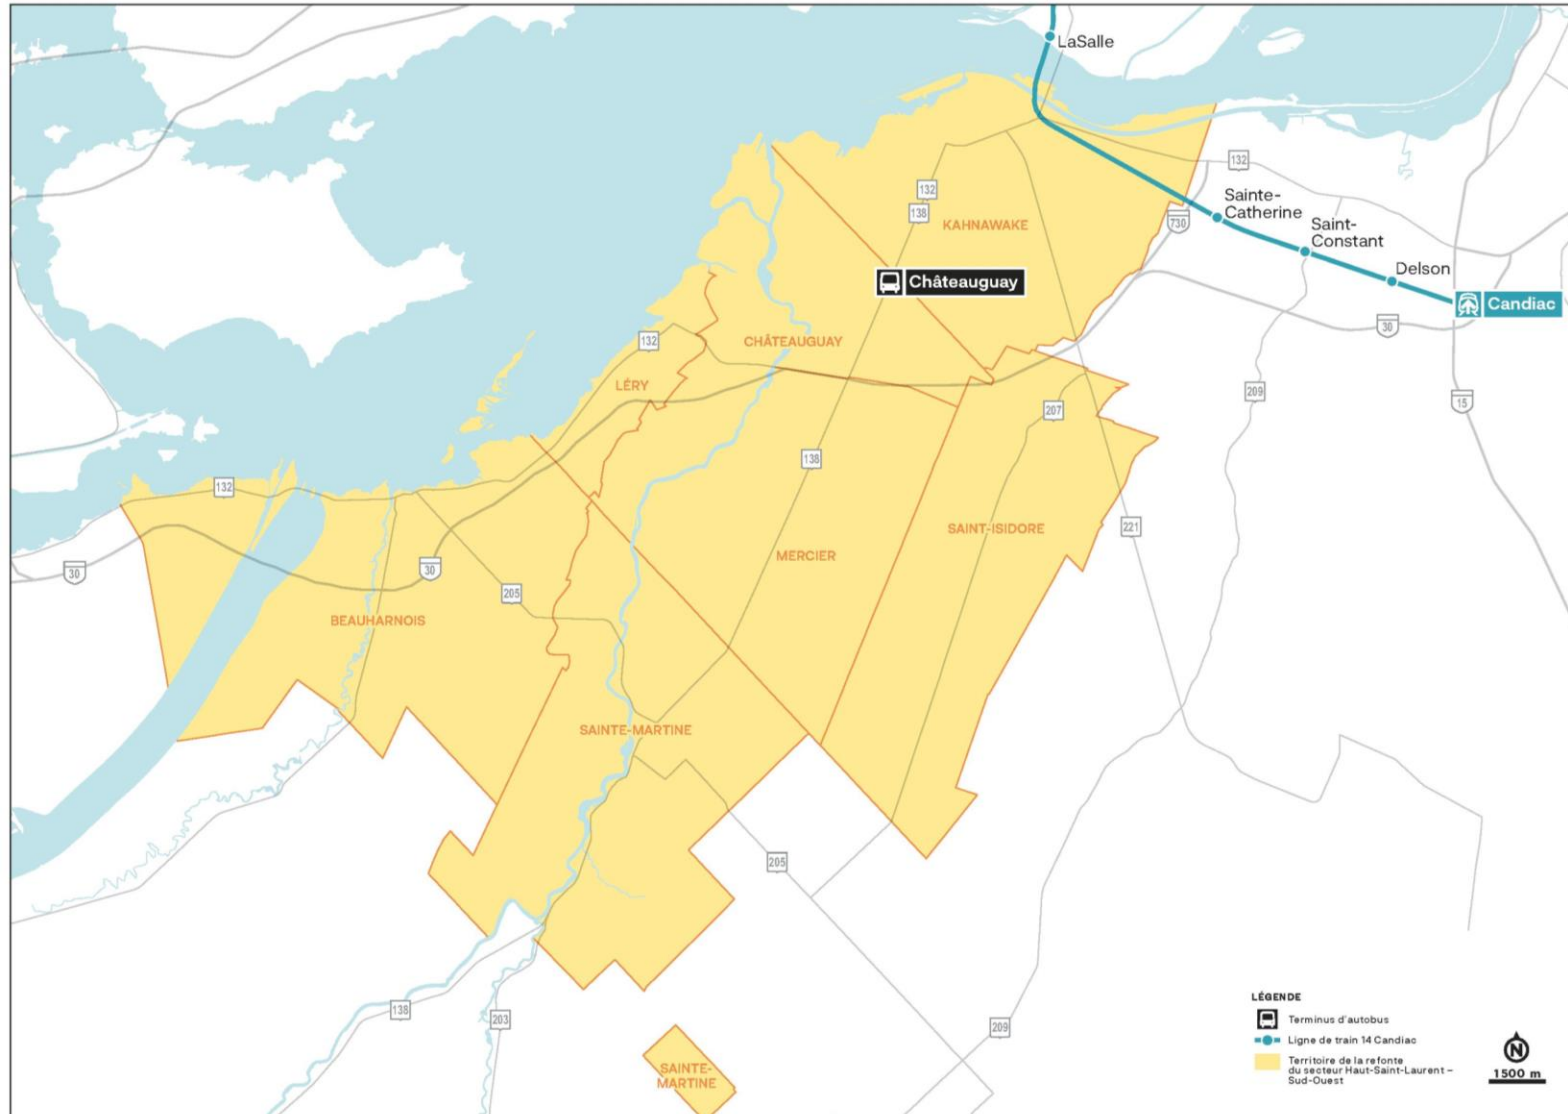 LaSalle
132
132
138
730
Sainte-
Catherine
Saint-
Constant
Delson
Candiac
KAHNAWAKE
Châteauguay
30
132
CHÂTEAUGUAY
LÉRY
207
209
15
138
132
SAINT-ISIDORE
221
MERCIER
30
30
205
BEAUHARNOIS
SAINTE-MARTINE
205
138
203
209
SAINTE-
MARTINE
LÉGENDE
Terminus d'autobus
Ligne de train 14 Candiac
Territoire de la refonte
du secteur Haut-Saint-Laurent –
Sud-Ouest
N
1500 m